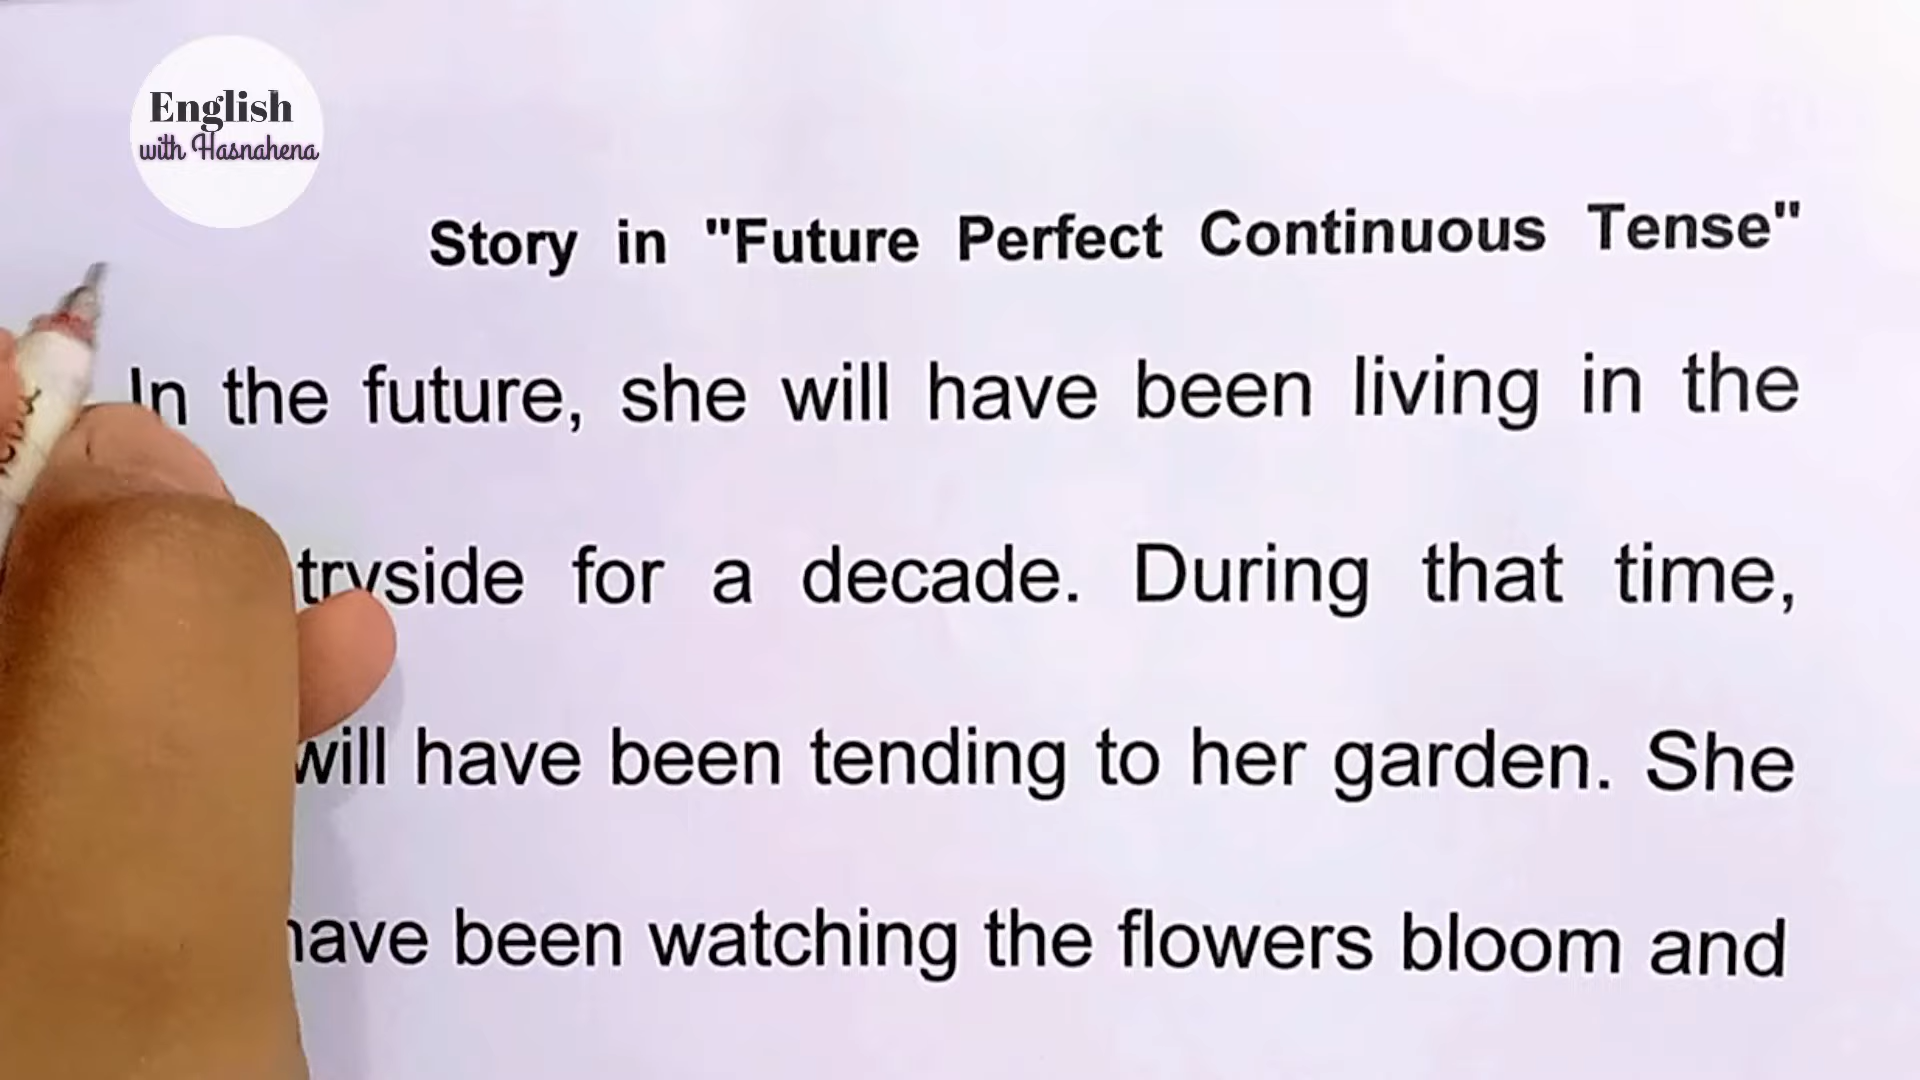 English
with Hasnahena
Story in "Future Perfect Continuous Tense"
In the future, she will have been living in the
tryside for a decade. During that time,
will have been tending to her garden. She
have been watching the flowers bloom and